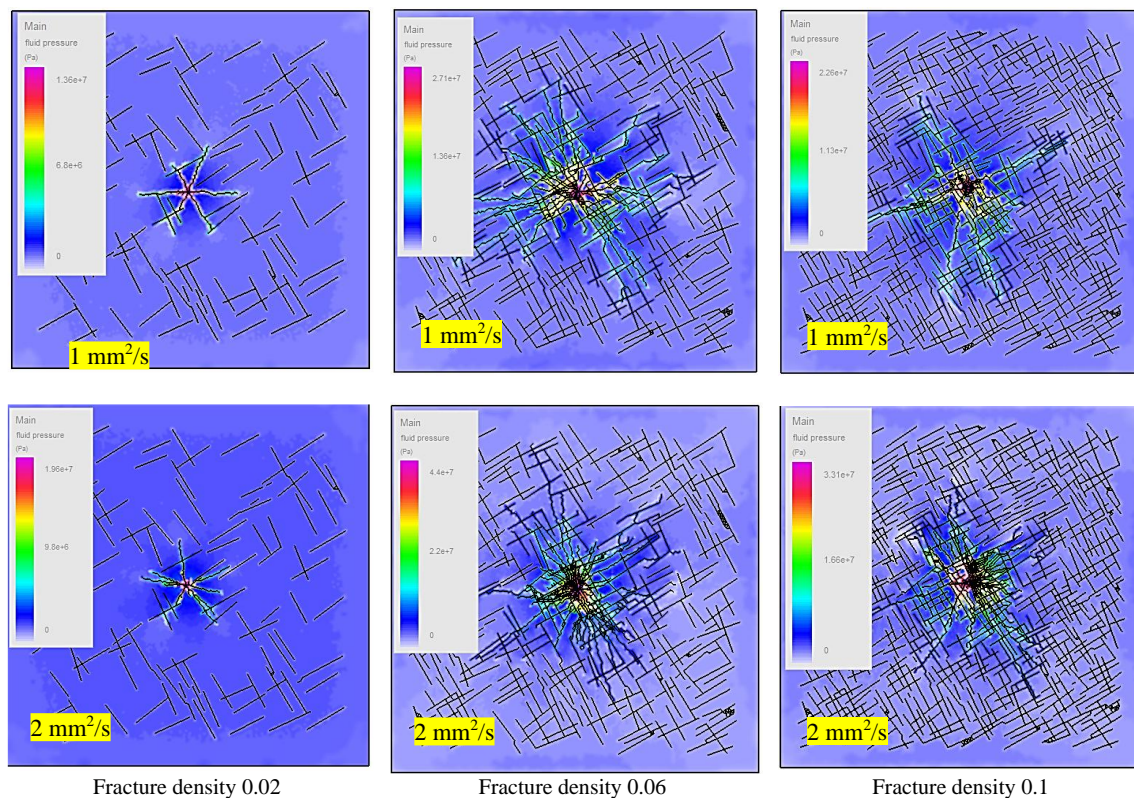 Main
fluid pressure
(Pa)
1.36e+7
6.8e+6
0
1 mm²/s
Main
fluid pressure
(Pa)
2.71e+7
1.36e+7
0
1 mm²/s
Main
fluid pressure
(Pa)
2.26e+7
1.13e+7
0
1 mm²/s
Main
fluid pressure
(Pa)
1.96e+7
9.8e+6
0
2 mm²/s
Main
fluid pressure
(Pa)
4.4e+7
2.2e+7
0
2 mm²/s
Main
fluid pressure
(Pa)
3.31e+7
1.66e+7
0
2 mm²/s
Fracture density 0.02
Fracture density 0.06
Fracture density 0.1